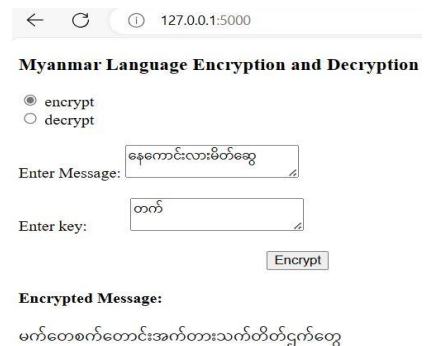 127.0.0.1:5000
Myanmar Language Encryption and Decryption
encrypt
decrypt
Enter Message: နေကောင်းလားမိတ်ဆွေ
Enter key: တက်
Encrypt
Encrypted Message:
မက်တေစက်တောင်းအက်တားသက်တိတ်ဌက်တွေ